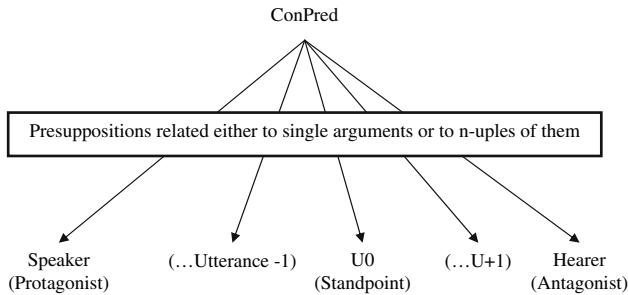 ConPred
Presuppositions related either to single arguments or to n-uples of them
Speaker (…Utterance -1) U0 (…U+1) Hearer
(Protagonist) (Standpoint) (Antagonist)